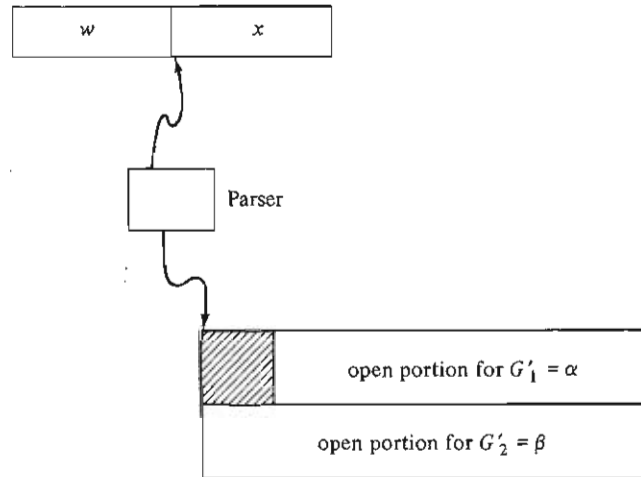 w x
Parser
open portion for G'₁ = α
open portion for G'₂ = β